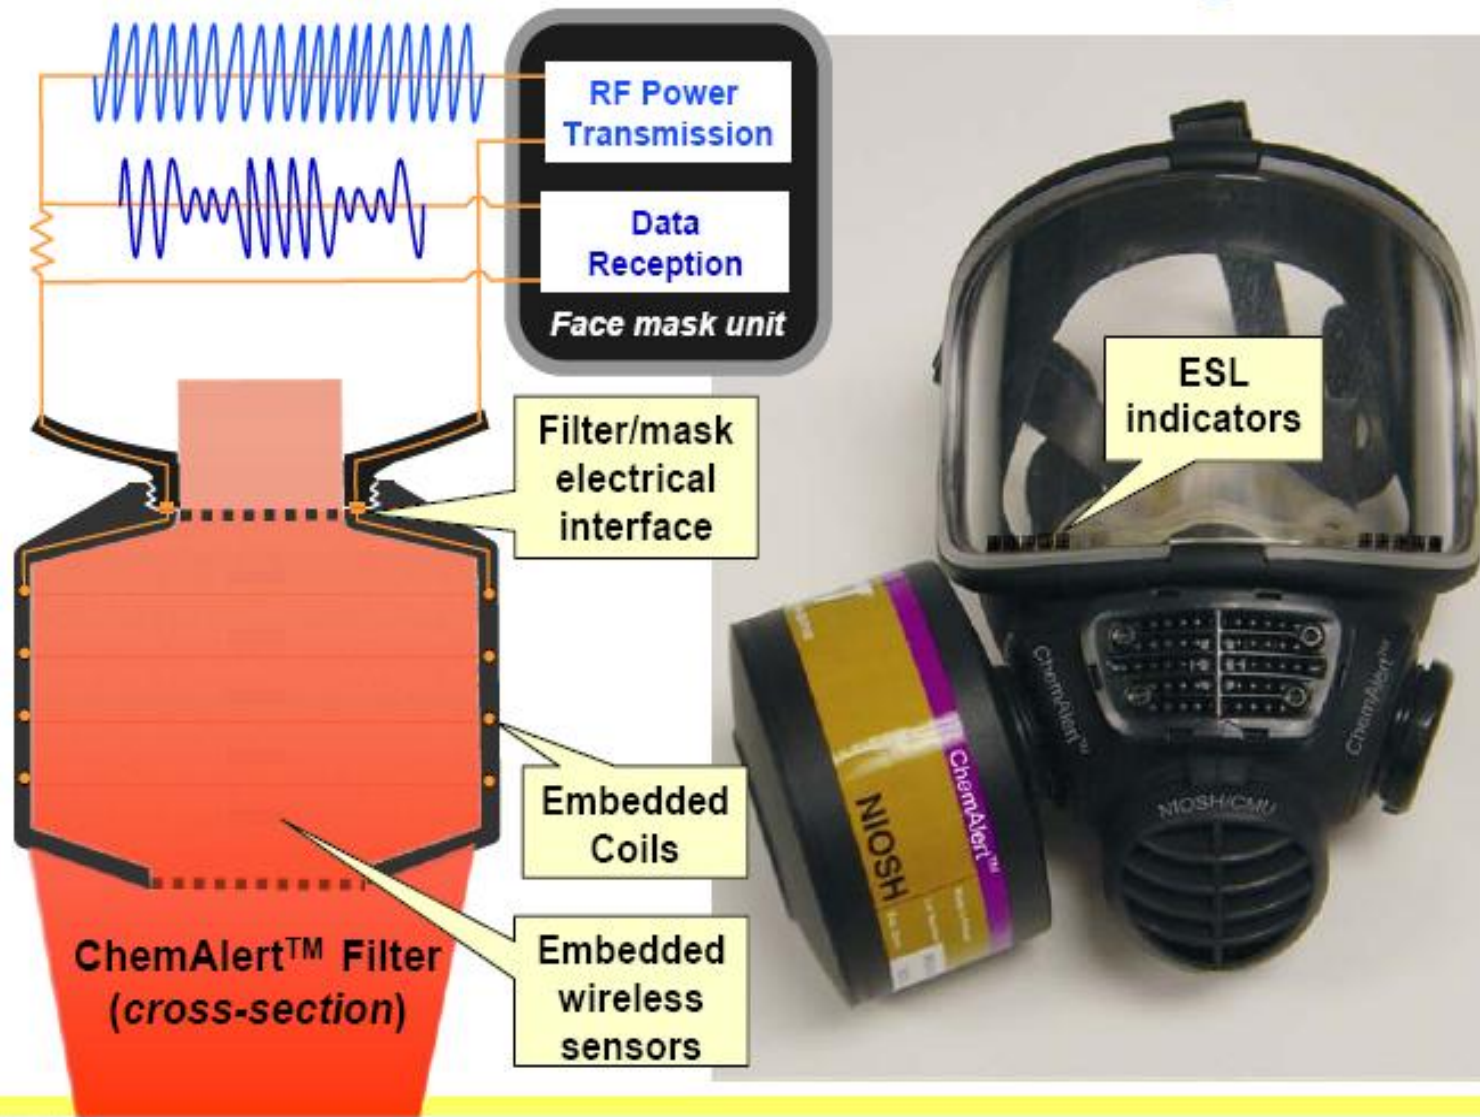 RF Power
Transmission
Data
Reception
Face mask unit
ESL
indicators
Filter/mask
electrical
interface
Embedded
Coils
Embedded
wireless
sensors
ChemAlert™ Filter
(cross-section)
ChemAlert™
NIOSH
ChemAlert™
ChemAlert™
NIOSH/CMU